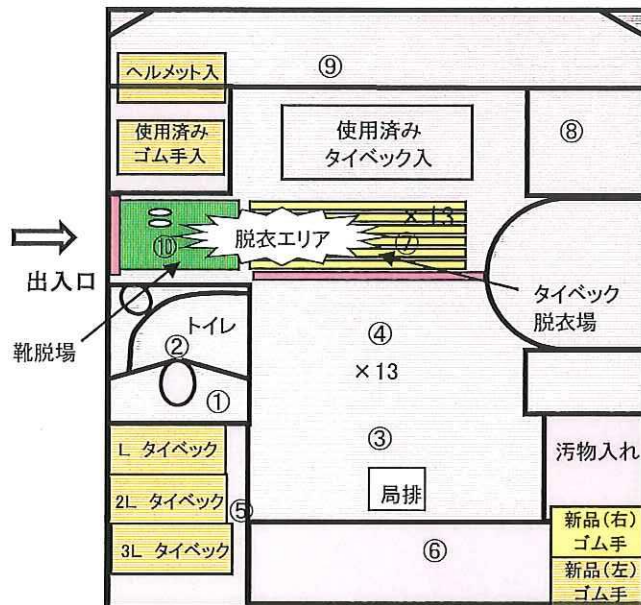 ⑨
ヘルメット入
使用済み
ゴム手入
使用済み
タイベック入
⑧
×13
⑩
脱衣エリア
⑦
出入口
靴脱場
タイベック
脱衣場
トイレ
②
①
④
×13
③
局排
L タイベック
2L タイベック
3L タイベック
⑤
⑥
汚物入れ
新品(右)
ゴム手
新品(左)
ゴム手